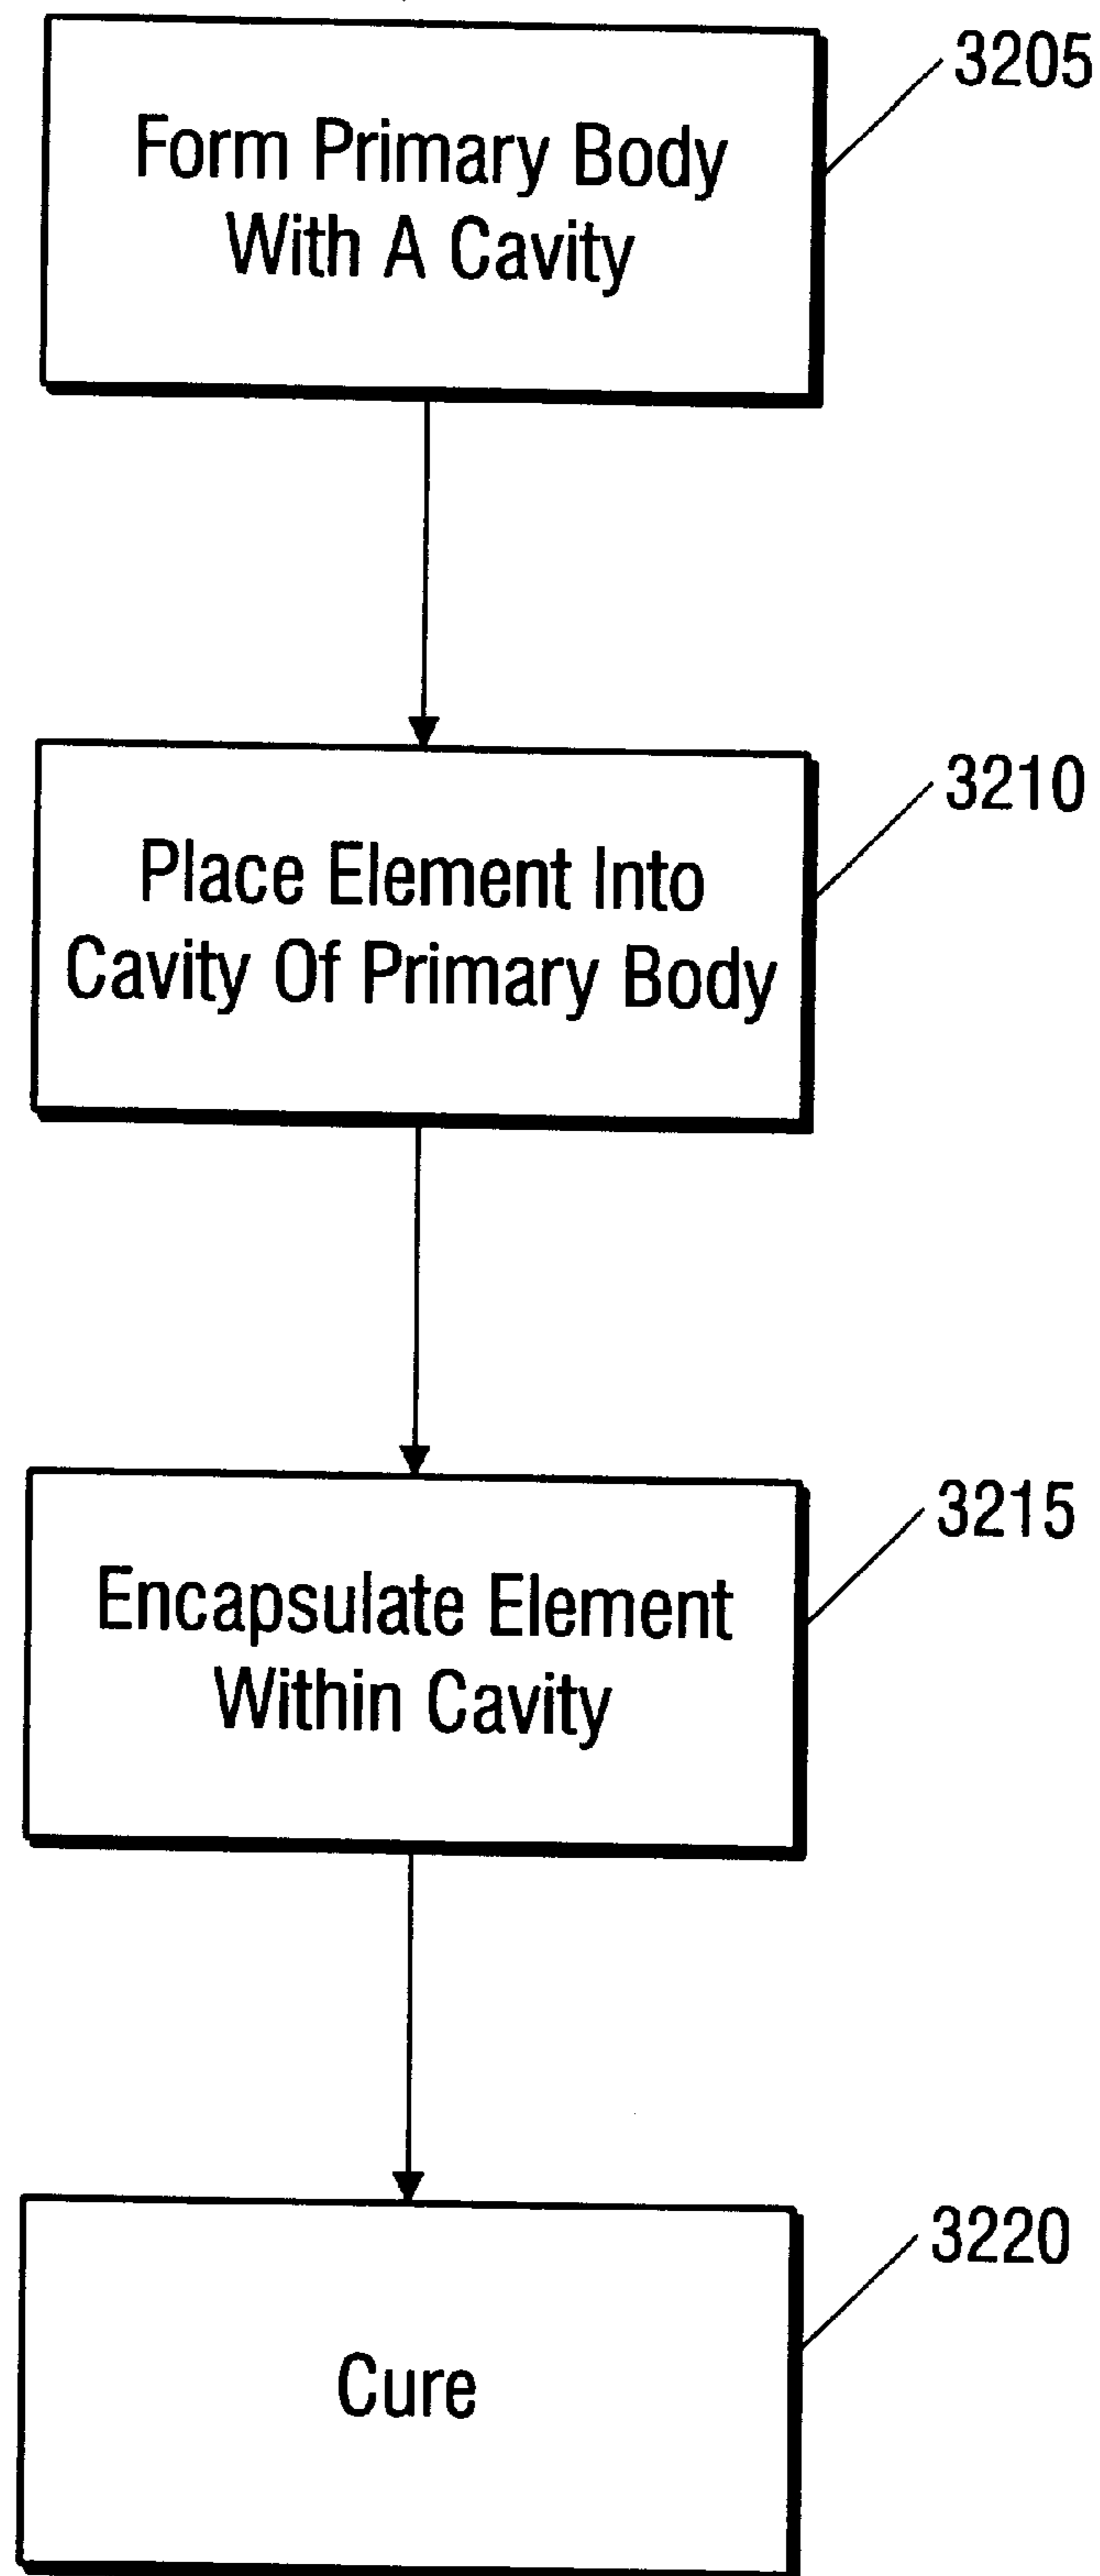 Form Primary Body
With A Cavity
3205
Place Element Into
Cavity Of Primary Body
3210
Encapsulate Element
Within Cavity
3215
Cure
3220